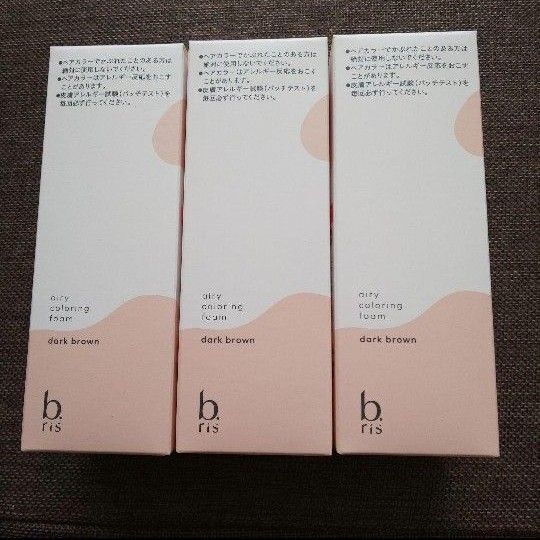 ●ヘアカラーでかぶれたことのある方は
絶対に使用しないでください。
●ヘアカラーはアレルギー反応をおこす
ことがあります。
●皮膚アレルギー試験(パッチテスト)を
毎回必ず行ってください。
airy
coloring
foam
dark brown
b.
ris
●ヘアカラーでかぶれたことのある方は
絶対に使用しないでください。
●ヘアカラーはアレルギー反応をおこす
ことがあります。
●皮膚アレルギー試験(パッチテスト)を
毎回必ず行ってください。
airy
coloring
foam
dark brown
b.
ris
●ヘアカラーでかぶれたことのある方は
絶対に使用しないでください。
●ヘアカラーはアレルギー反応をおこす
ことがあります。
●皮膚アレルギー試験(パッチテスト)を
毎回必ず行ってください。
airy
coloring
foam
dark brown
b.
ris